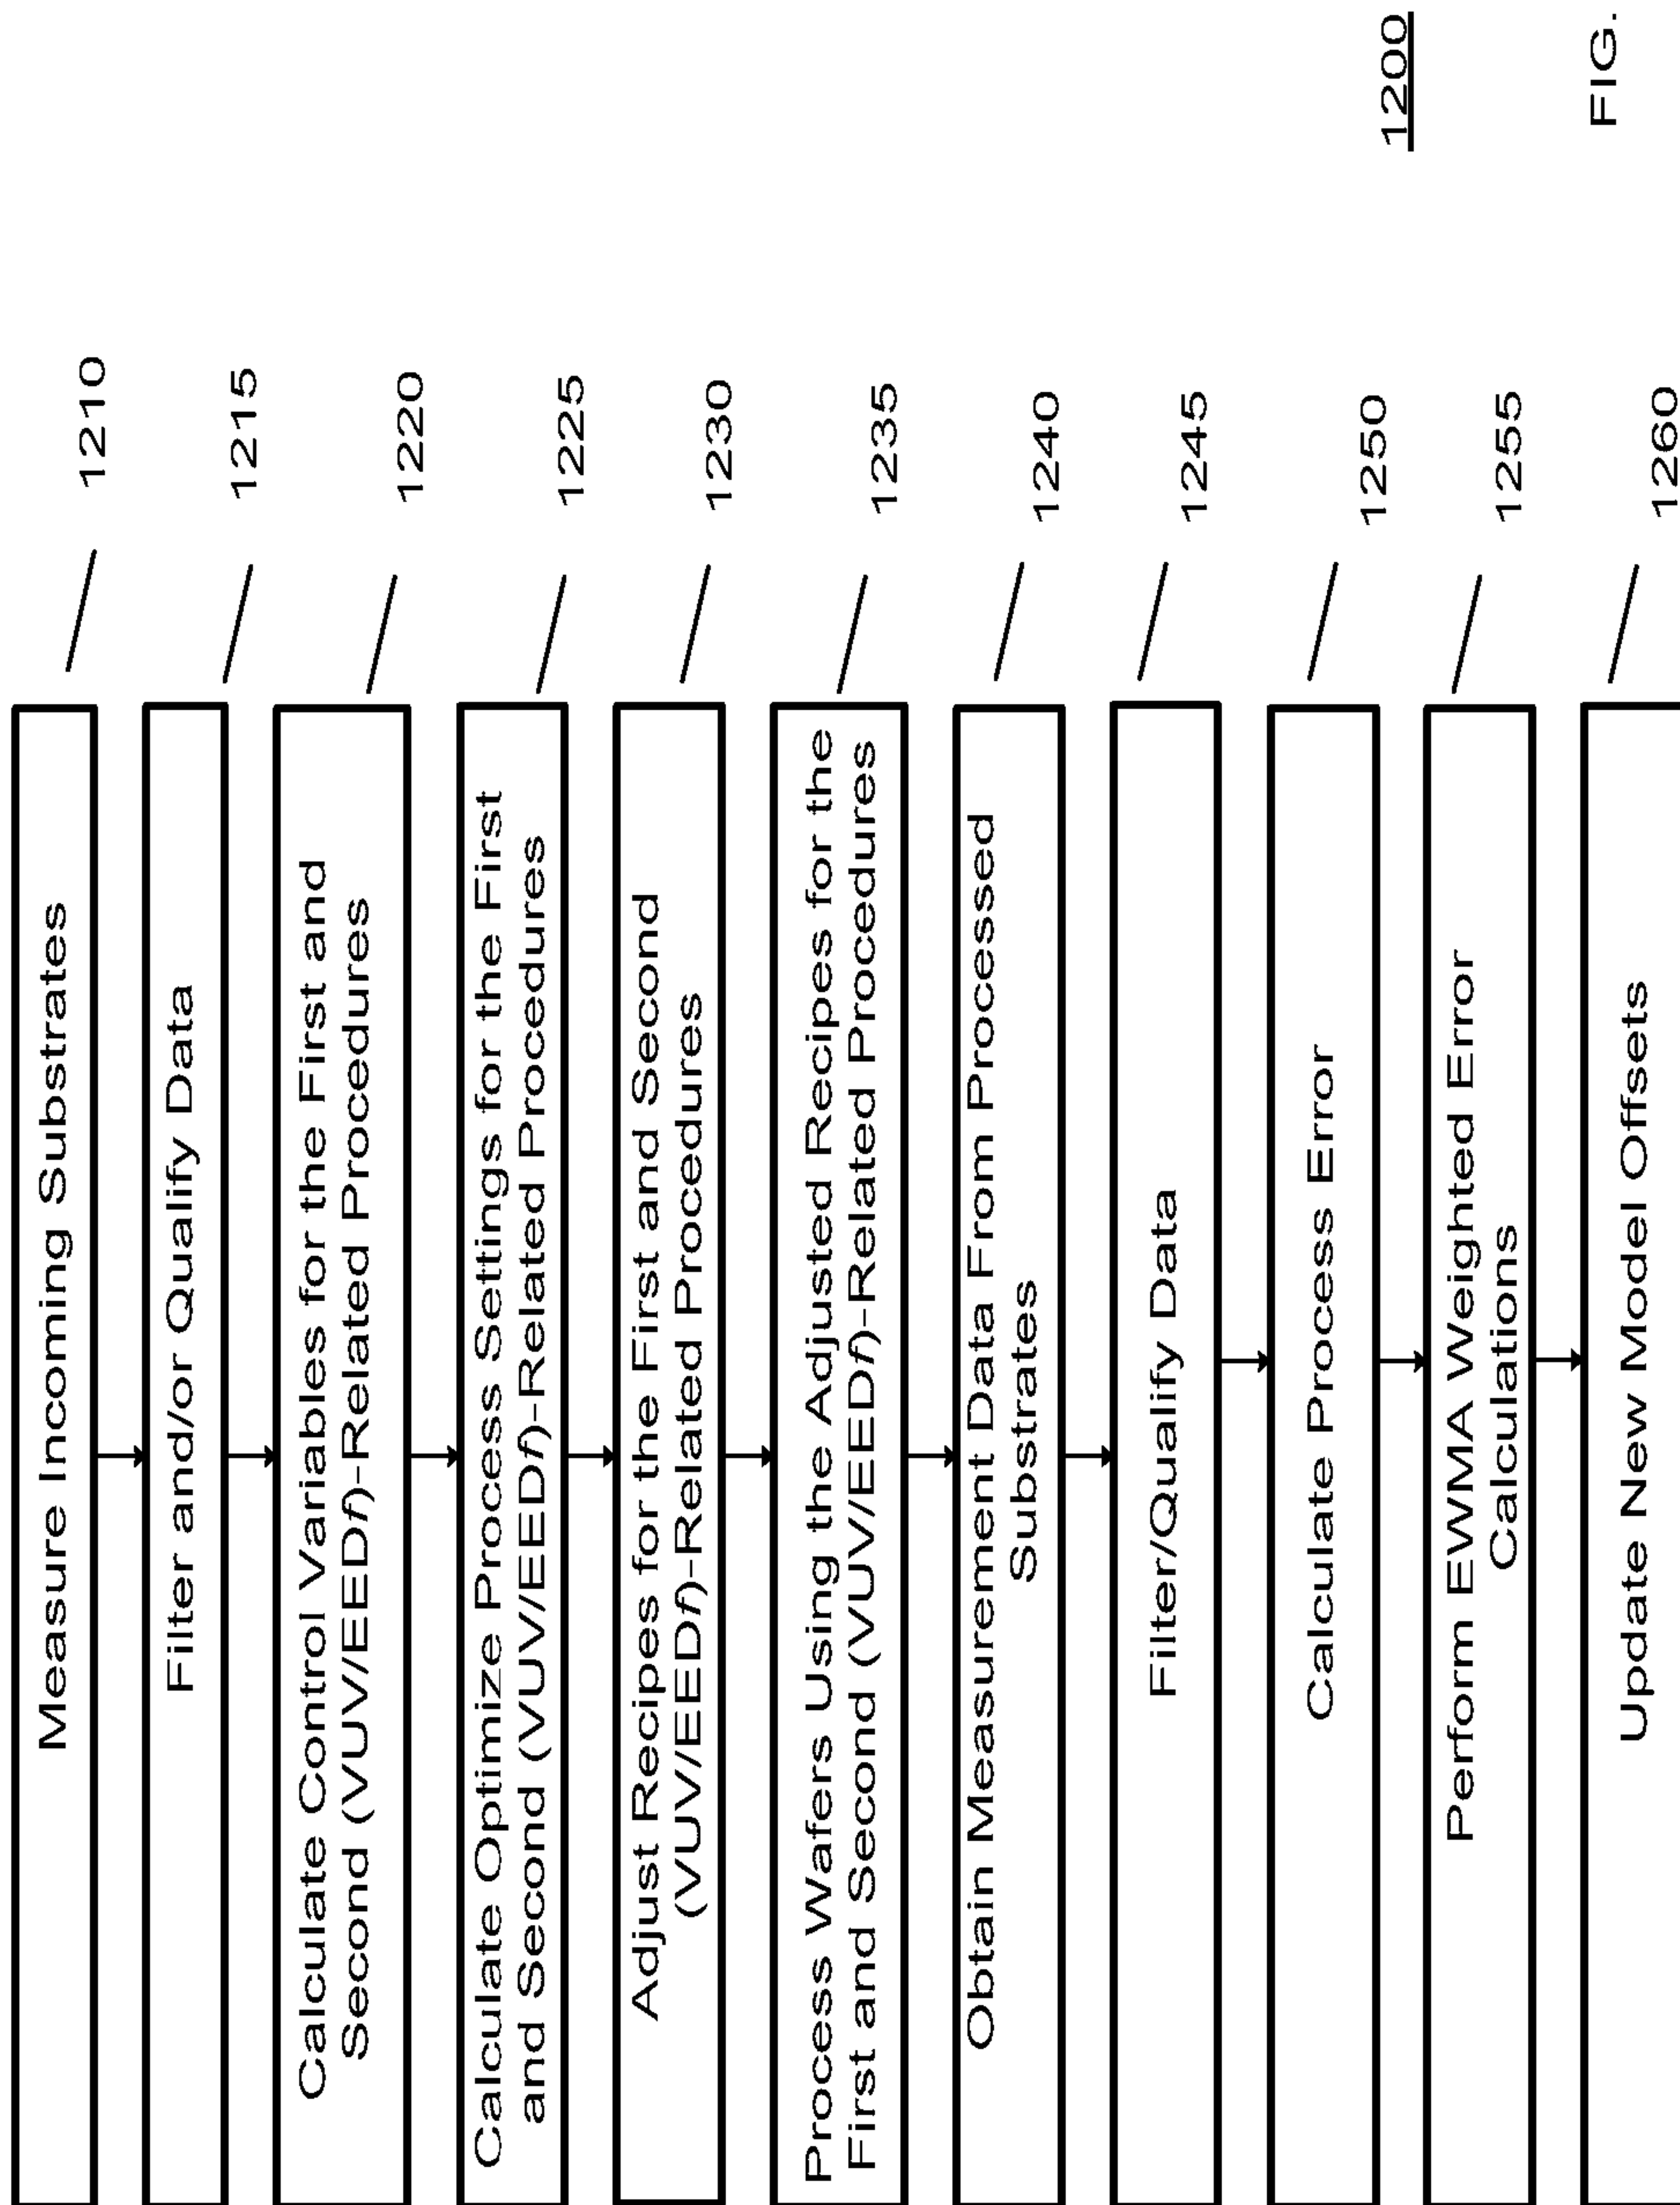 Measure Incoming Substrates
1210
Filter and/or Qualify Data
1215
Calculate Control Variables for the First and
Second (VUV/EEDf)-Related Procedures
1220
Calculate Optimize Process Settings for the First
and Second (VUV/EEDf)-Related Procedures
1225
Adjust Recipes for the First and Second
(VUV/EEDf)-Related Procedures
1230
Process Wafers Using the Adjusted Recipes for the
First and Second (VUV/EEDf)-Related Procedures
1235
Obtain Measurement Data From Processed
Substrates
1240
Filter/Qualify Data
1245
Calculate Process Error
1250
Perform EWMA Weighted Error
Calculations
1255
Update New Model Offsets
1260
1200
FIG.